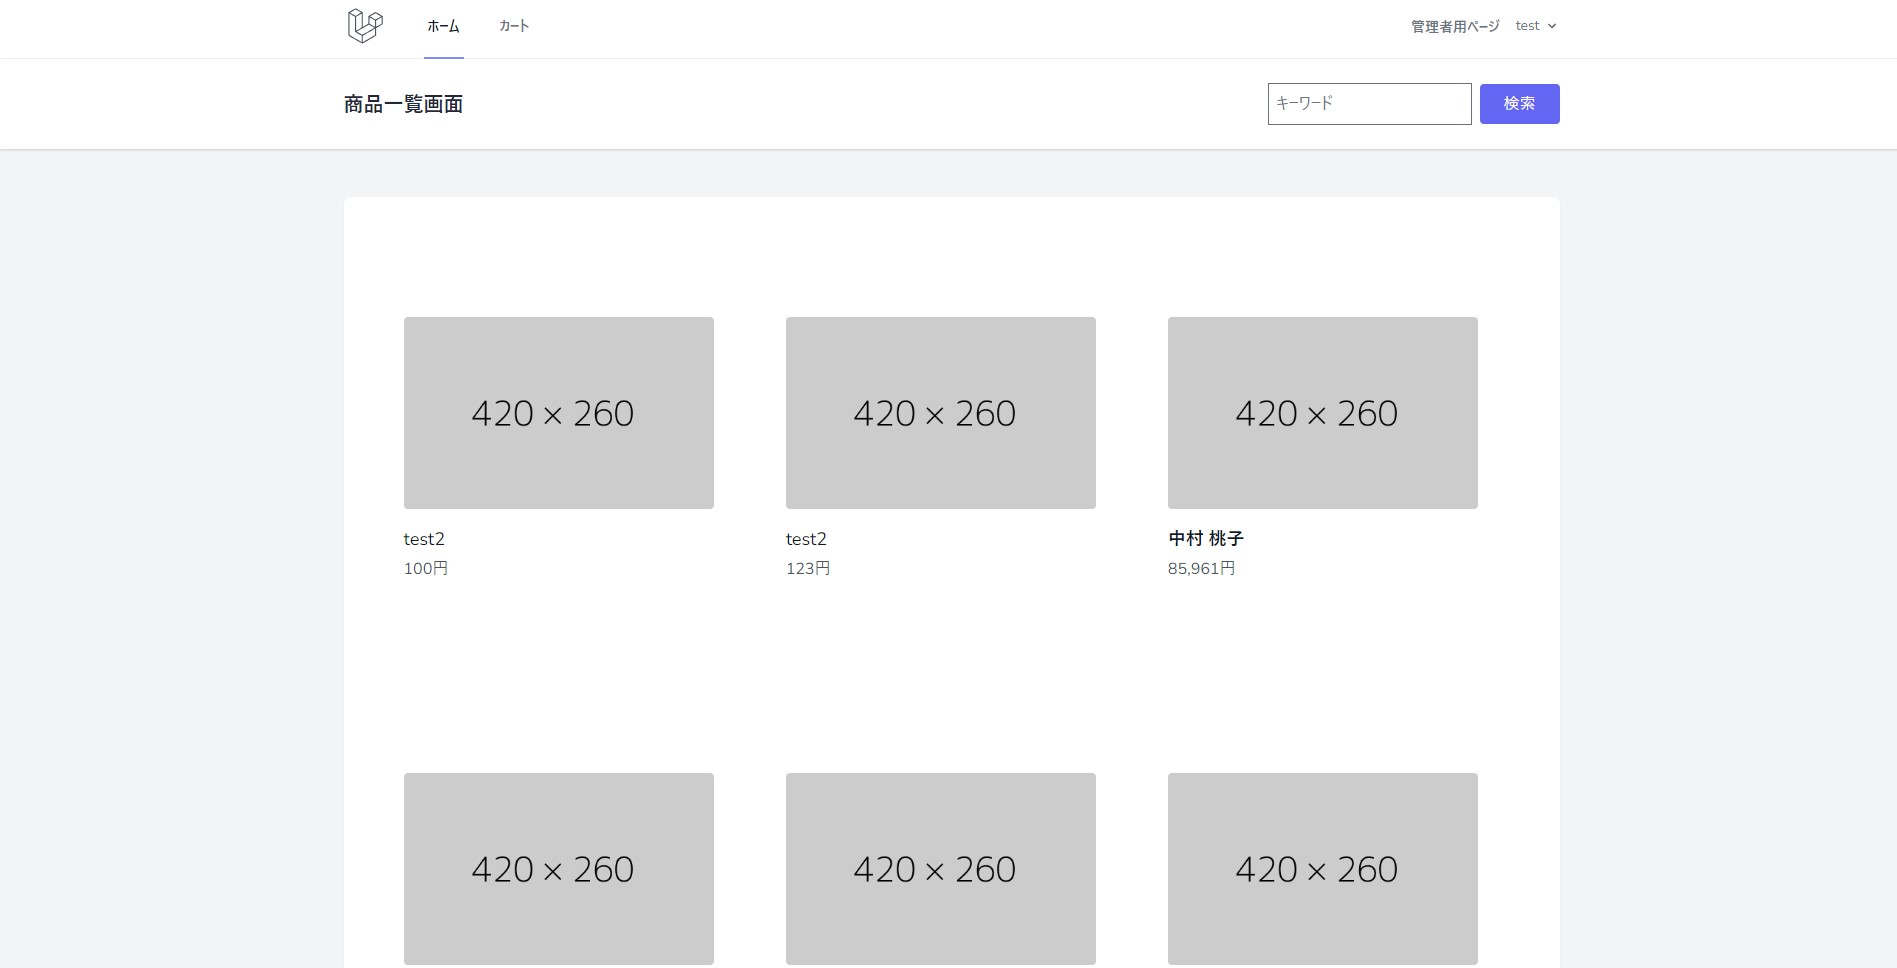 ホーム カート 管理者用ページ test
商品一覧画面 キーワード 検索
420 × 260 420 × 260 420 × 260
test2 test2 中村 桃子
100円 123円 85,961円
420 × 260 420 × 260 420 × 260